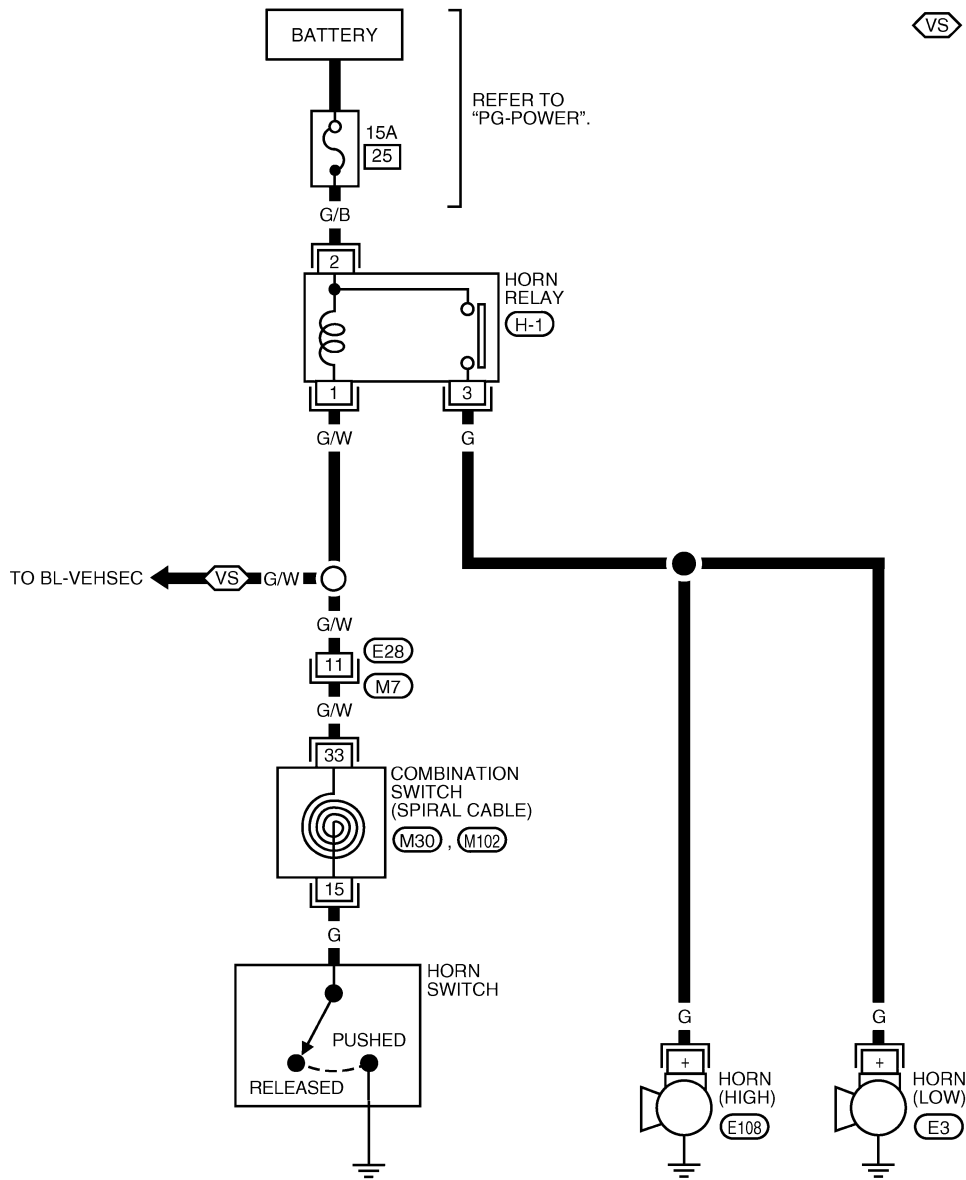 BATTERY
VS
REFER TO
“PG-POWER”.
15A
25
G/B
2
HORN
RELAY
H-1
1
3
G/W
G
TO BL-VEHSEC
VS
G/W
G/W
11
E28
M7
G/W
33
COMBINATION
SWITCH
(SPIRAL CABLE)
M30 , M102
15
G
HORN
SWITCH
PUSHED
RELEASED
G
G
+
+
HORN
(HIGH)
E108
HORN
(LOW)
E3